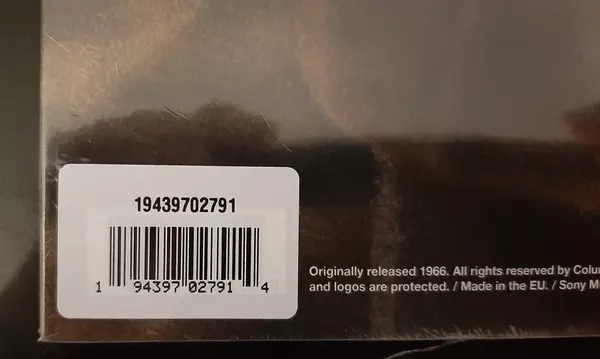 19439702791
1 94397 02791 4
Originally released 1966. All rights reserved by
and logos are protected. / Made in the EU. / Sony